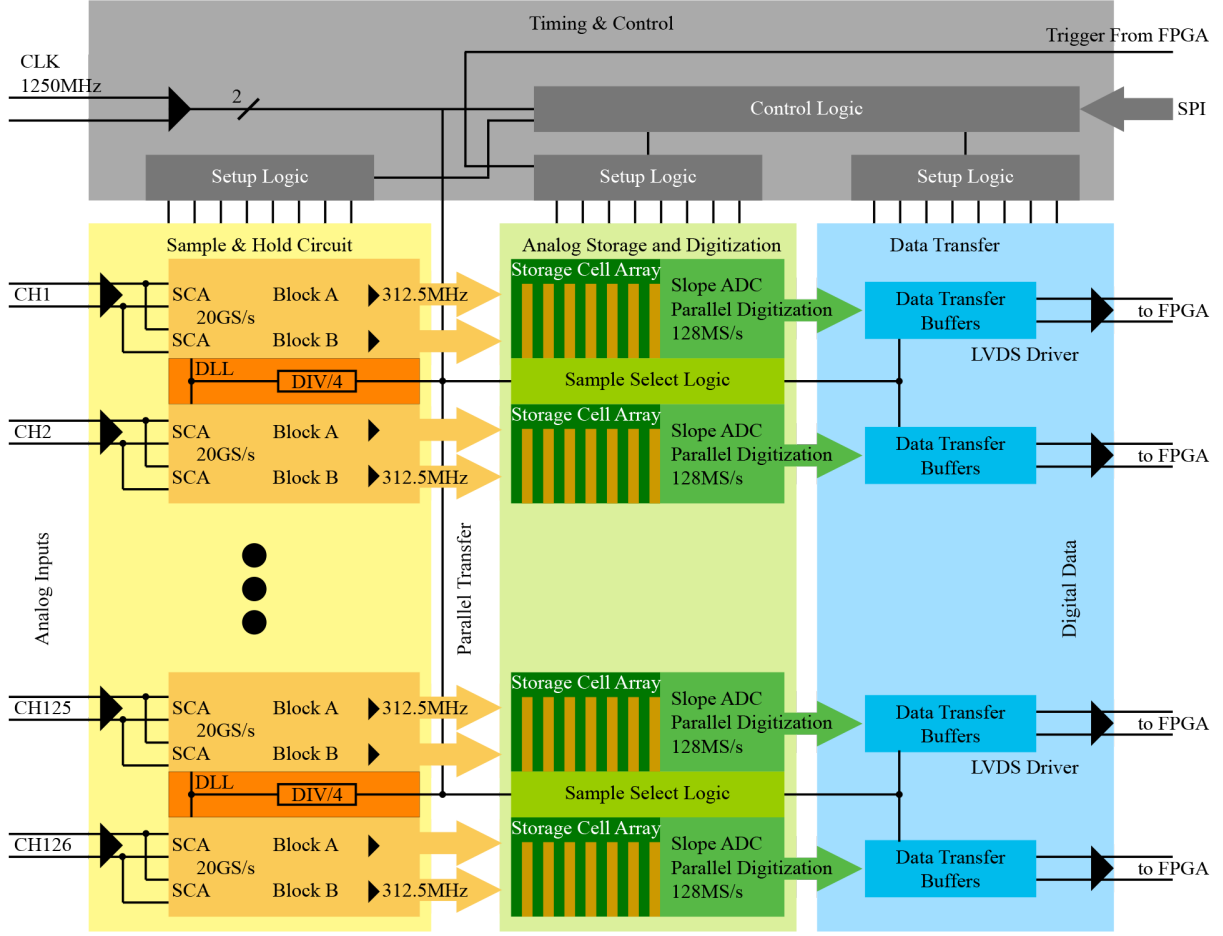 Timing & Control
Trigger From FPGA
CLK
1250MHz
2
Control Logic
SPI
Setup Logic
Setup Logic
Setup Logic
Sample & Hold Circuit
Analog Storage and Digitization
Data Transfer
CH1
SCA
Block A
312.5MHz
20GS/s
SCA
Block B
Storage Cell Array
Slope ADC
Parallel Digitization
128MS/s
Data Transfer
Buffers
to FPGA
LVDS Driver
DLL
DIV/4
Sample Select Logic
CH2
SCA
Block A
20GS/s
SCA
Block B
312.5MHz
Storage Cell Array
Slope ADC
Parallel Digitization
128MS/s
Data Transfer
Buffers
to FPGA
Analog Inputs
Parallel Transfer
Digital Data
CH125
SCA
Block A
312.5MHz
20GS/s
SCA
Block B
Storage Cell Array
Slope ADC
Parallel Digitization
128MS/s
Data Transfer
Buffers
to FPGA
LVDS Driver
DLL
DIV/4
Sample Select Logic
CH126
SCA
Block A
20GS/s
SCA
Block B
312.5MHz
Storage Cell Array
Slope ADC
Parallel Digitization
128MS/s
Data Transfer
Buffers
to FPGA